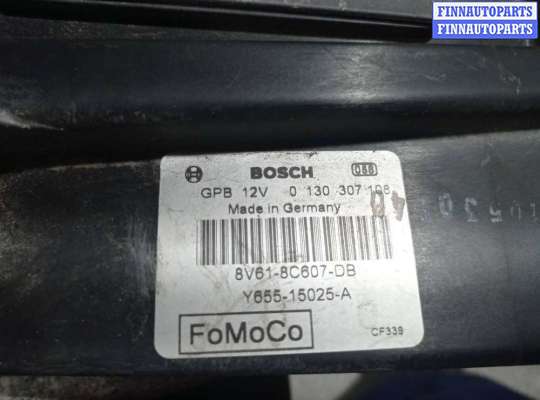 FINNAUTOPARTS
FINNAUTOPARTS
BOSCH 088
GPB 12V 0 130 307 108
Made in Germany
8V61-8C607-DB
Y655-15025-A
FoMoCo
CF339